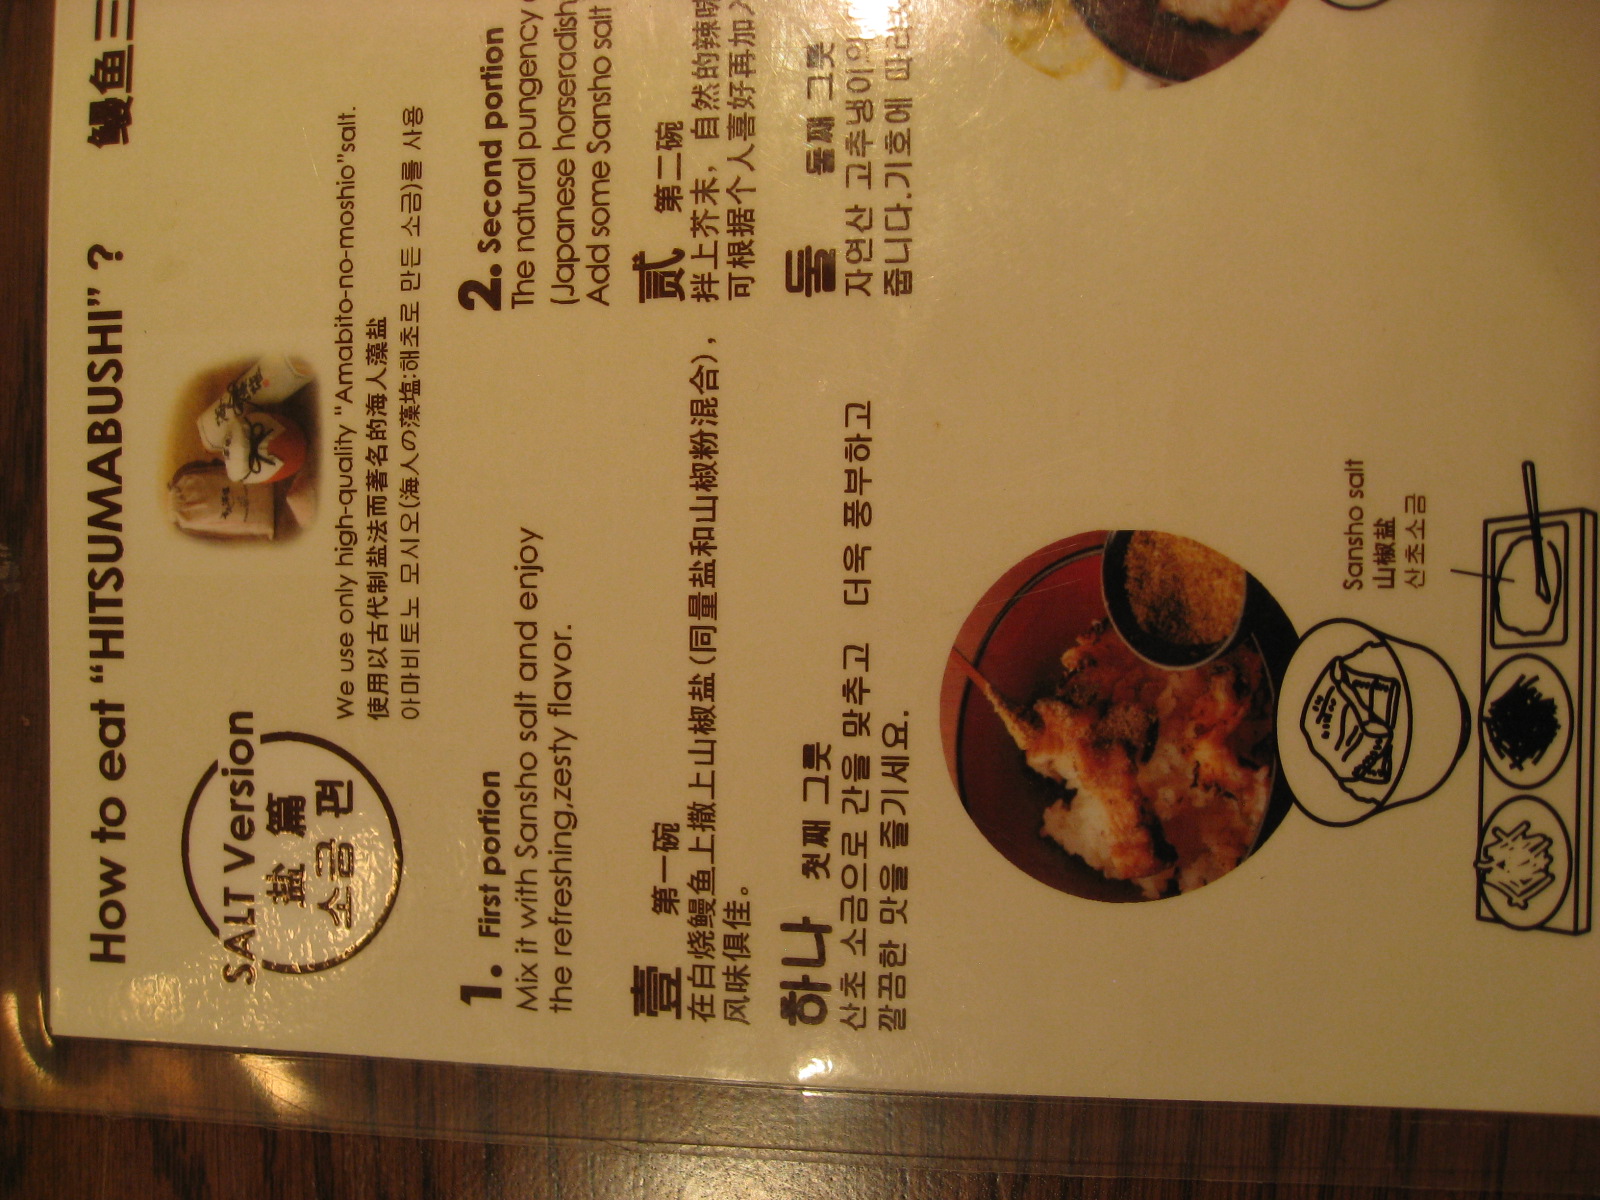 How to eat “HITSUMABUSHI” ?
鰻鱼三
SALT Version
盐 篇
소금 편
We use only high-quality "Amabito-no-moshio"salt.
使用以古代制盐法而著名的海人藻盐
아마비토노 모시오(海人の藻塩:해초로 만든 소금)를 사용
1. First portion
Mix it with Sansho salt and enjoy
the refreshing,zesty flavor.
壹 第一碗
在白烧鳗鱼上撒上山椒盐(同量盐和山椒粉混合),
风味俱佳。
하나 첫째 그릇
산초 소금으로 간을 맞추고 더욱 풍부하고
깔끔한 맛을 즐기세요.
2. Second portion
The natural pungency
(Japanese horseradish
Add some Sansho salt
贰 第二碗
拌上芥末，自然的辣味
可根据个人喜好再加入
둘 둘째 그릇
자연산 고추냉이의
줍니다.기호에 따라
Sansho salt
山椒盐
산초소금